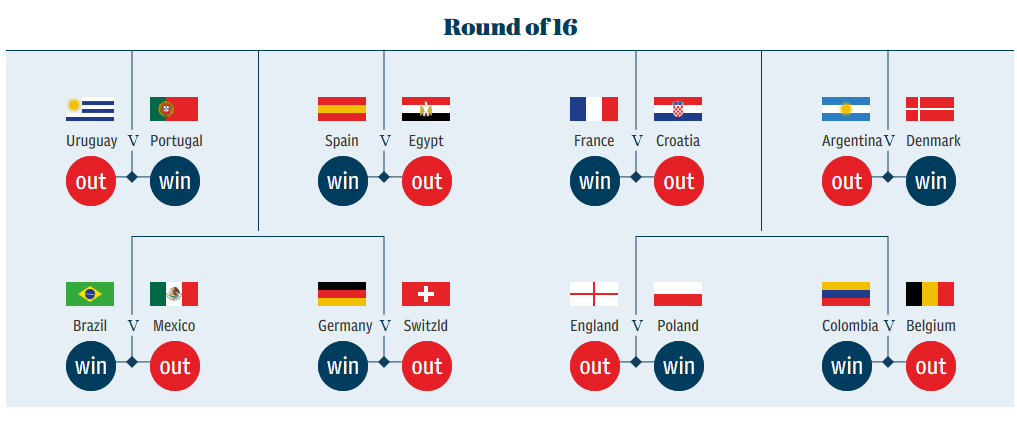 Round of 16
Uruguay V Portugal
out win
Spain V Egypt
win out
France V Croatia
win out
Argentina V Denmark
out win
Brazil V Mexico
win out
Germany V Switzld
win out
England V Poland
out win
Colombia V Belgium
win out